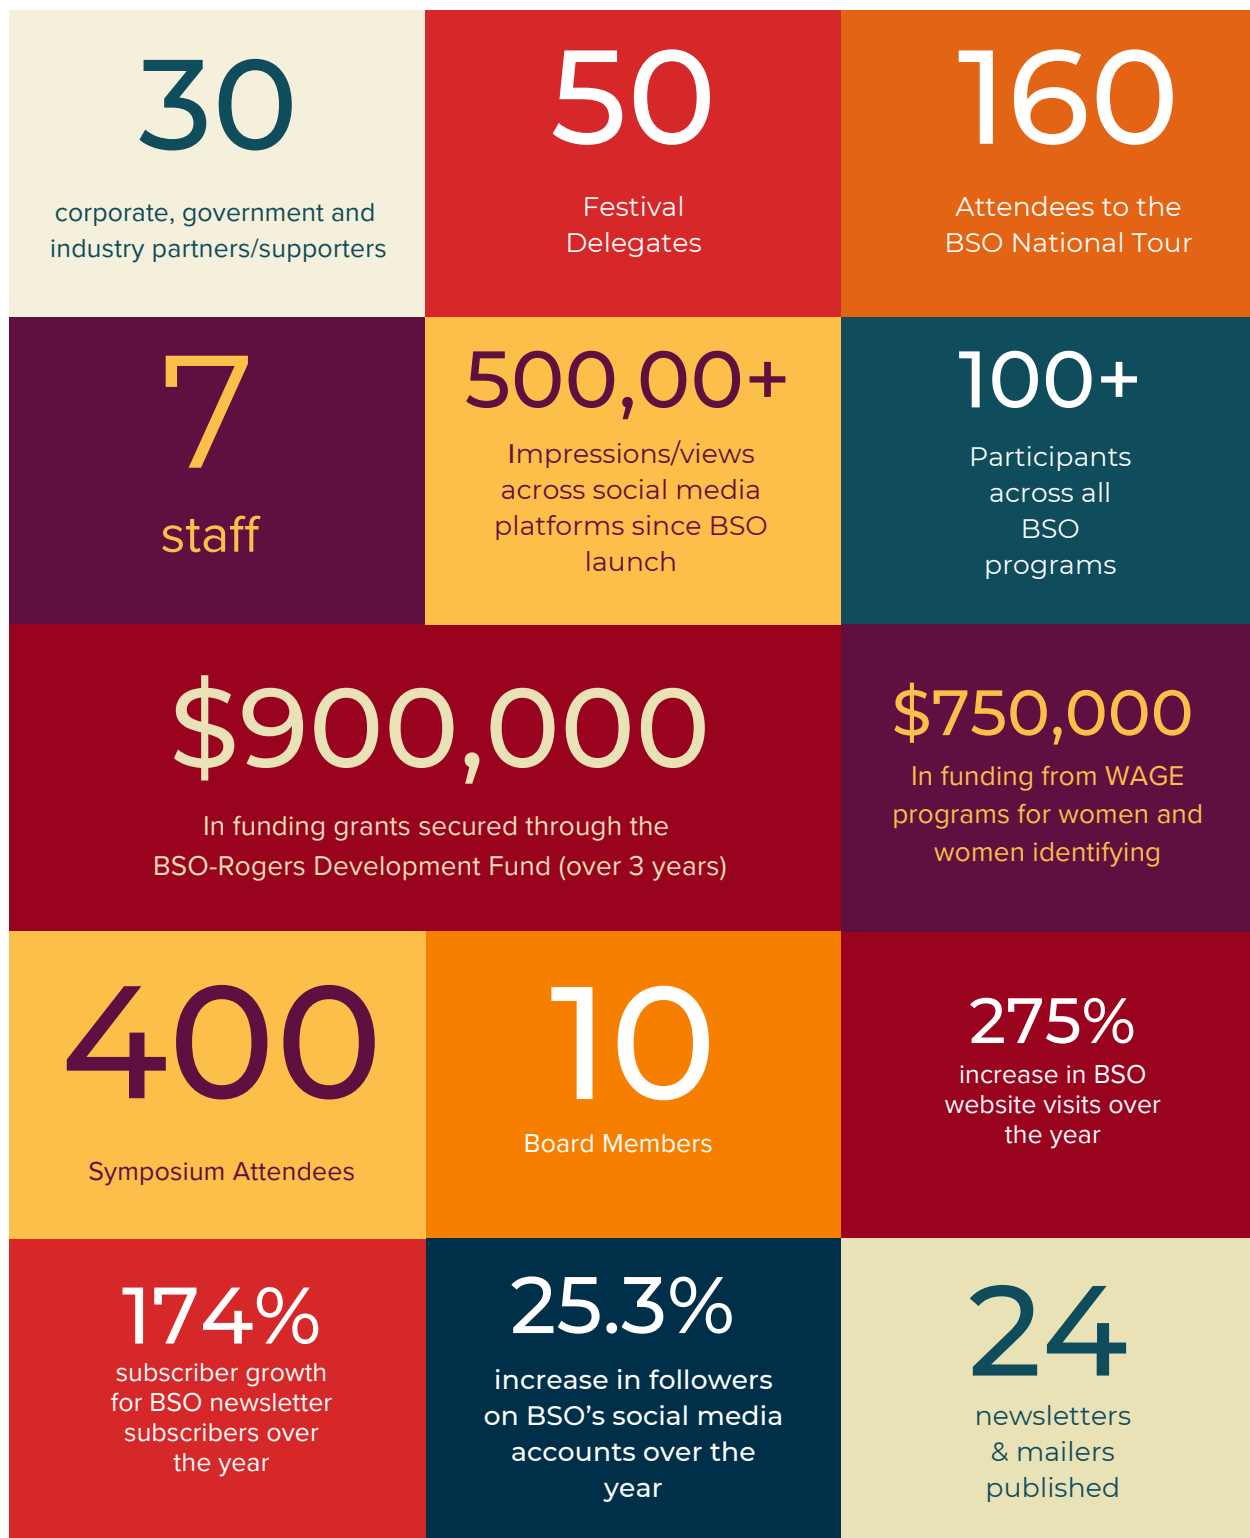 30
corporate, government and
industry partners/supporters
50
Festival
Delegates
160
Attendees to the
BSO National Tour
7
staff
500,00+
Impressions/views
across social media
platforms since BSO
launch
100+
Participants
across all
BSO
programs
$900,000
In funding grants secured through the
BSO-Rogers Development Fund (over 3 years)
$750,000
In funding from WAGE
programs for women and
women identifying
400
Symposium Attendees
10
Board Members
275%
increase in BSO
website visits over
the year
174%
subscriber growth
for BSO newsletter
subscribers over
the year
25.3%
increase in followers
on BSO’s social media
accounts over the
year
24
newsletters
& mailers
published